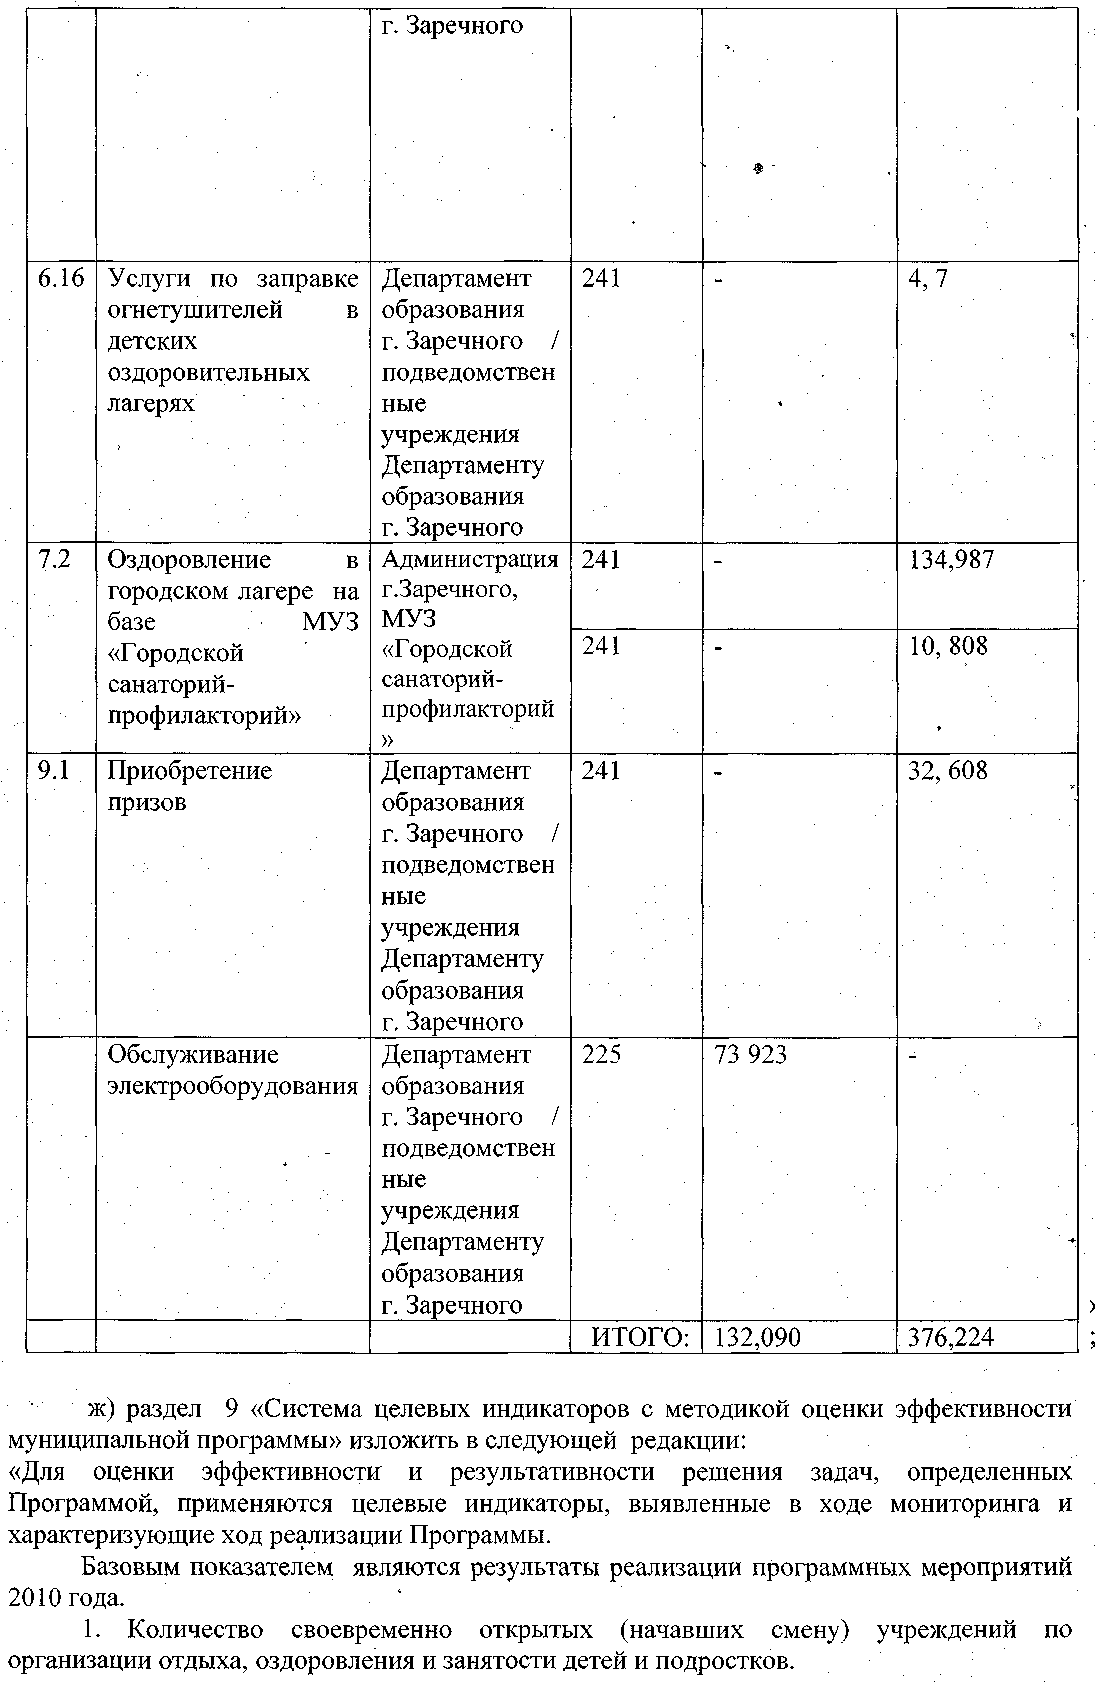 г. Заречного
6.16 Услуги по заправке огнетушителей в детских оздоровительных лагерях
Департамент образования г. Заречного / подведомствен ные учреждения Департаменту образования г. Заречного
241 - 4, 7
7.2 Оздоровление в городском лагере на базе МУЗ «Городской санаторий-профилакторий»
Администрация г.Заречного, МУЗ «Городской санаторий-профилакторий »
241 - 134,987
241 - 10, 808
9.1 Приобретение призов
Департамент образования г. Заречного / подведомствен ные учреждения Департаменту образования г. Заречного
241 - 32, 608
Обслуживание электрооборудования
Департамент образования г. Заречного / подведомствен ные учреждения Департаменту образования г. Заречного
225 73 923 -
ИТОГО: 132,090 376,224 ;
ж) раздел 9 «Система целевых индикаторов с методикой оценки эффективности
муниципальной программы» изложить в следующей редакции:
«Для оценки эффективности и результативности решения задач, определенных
Программой, применяются целевые индикаторы, выявленные в ходе мониторинга и
характеризующие ход реализации Программы.
Базовым показателем являются результаты реализации программных мероприятий
2010 года.
1. Количество своевременно открытых (начавших смену) учреждений по
организации отдыха, оздоровления и занятости детей и подростков.